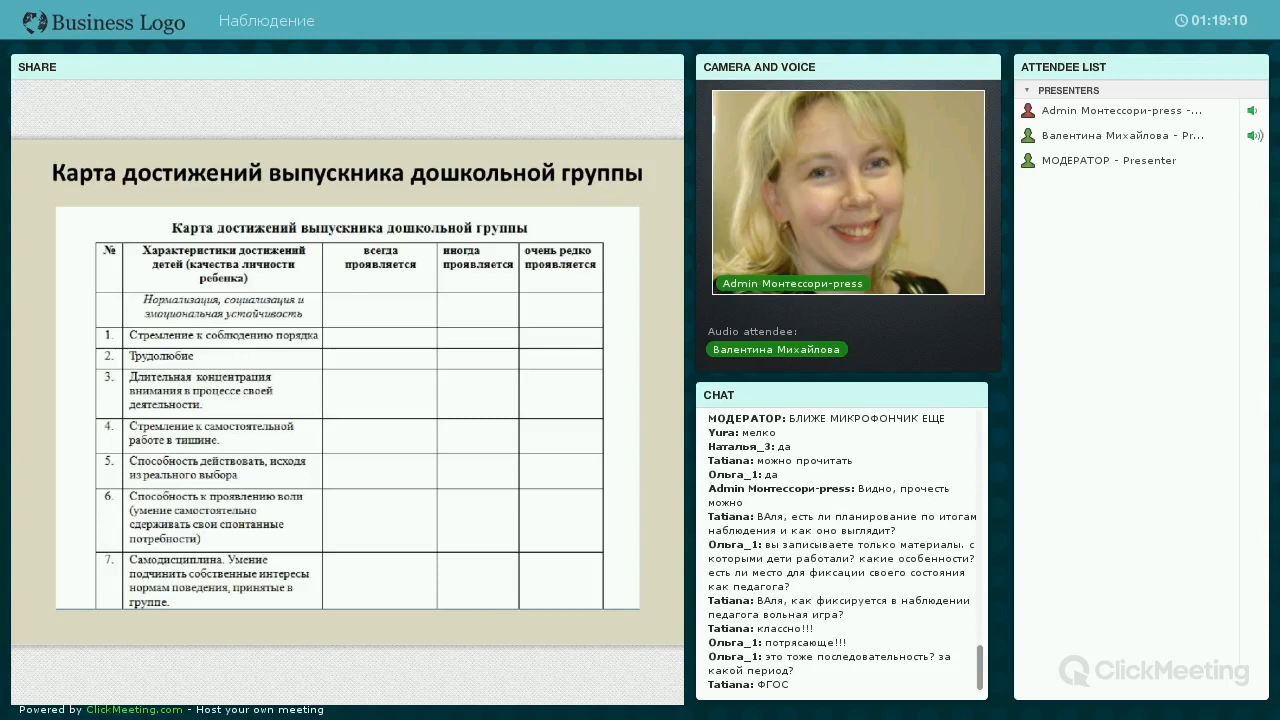 Business Logo
Наблюдение
01:19:10
SHARE
Карта достижений выпускника дошкольной группы
Карта достижений выпускника дошкольной группы
№ Характеристики достижений детей (качества личности ребенка) всегда проявляется иногда проявляется очень редко проявляется
Нормализация, социализация и
эмоциональная устойчивость
1. Стремление к соблюдению порядка
2. Трудолюбие
3. Длительная концентрация
внимания в процессе своей
деятельности.
4. Стремление к самостоятельной
работе в тишине.
5. Способность действовать, исходя
из реального выбора
6. Способность к проявлению воли
(умение самостоятельно
сдерживать свои спонтанные
потребности)
7. Самодисциплина. Умение
подчинить собственные интересы
нормам поведения, принятые в
группе.
CAMERA AND VOICE
Admin Монтессори-press
Audio attendee:
Валентина Михайлова
CHAT
МОДЕРАТОР: БЛИЖЕ МИКРОФОНЧИК ЕЩЕ
Yura: мелко
Наталья_3: да
Tatiana: можно прочитать
Ольга_1: да
Admin Монтессори-press: Видно, прочесть
можно
Tatiana: ВАля, есть ли планирование по итогам
наблюдения и как оно выглядит?
Ольга_1: вы записываете только материалы. с
которыми дети работали? какие особенности?
есть ли место для фиксации своего состояния
как педагога?
Tatiana: ВАля, как фиксируется в наблюдении
педагога вольная игра?
Tatiana: классно!!!
Ольга_1: потрясающе!!!
Ольга_1: это тоже последовательность? за
какой период?
Tatiana: ФГОС
ATTENDEE LIST
PRESENTERS
Admin Монтессори-press -...
Валентина Михайлова - Pr...
МОДЕРАТОР - Presenter
ClickMeeting
Powered by ClickMeeting.com - Host your own meeting